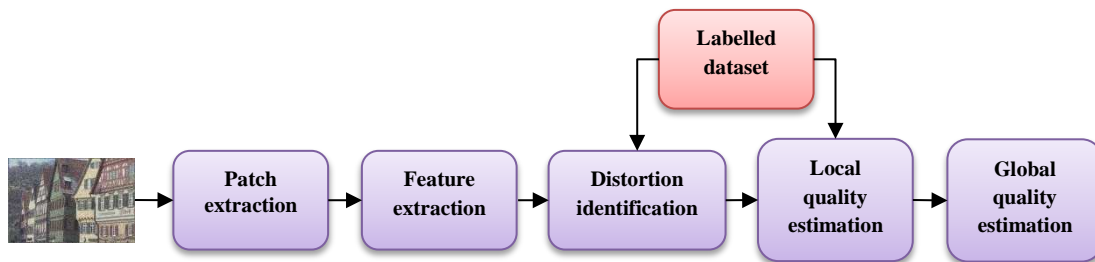 Labelled
dataset
Patch
extraction
Feature
extraction
Distortion
identification
Local
quality
estimation
Global
quality
estimation